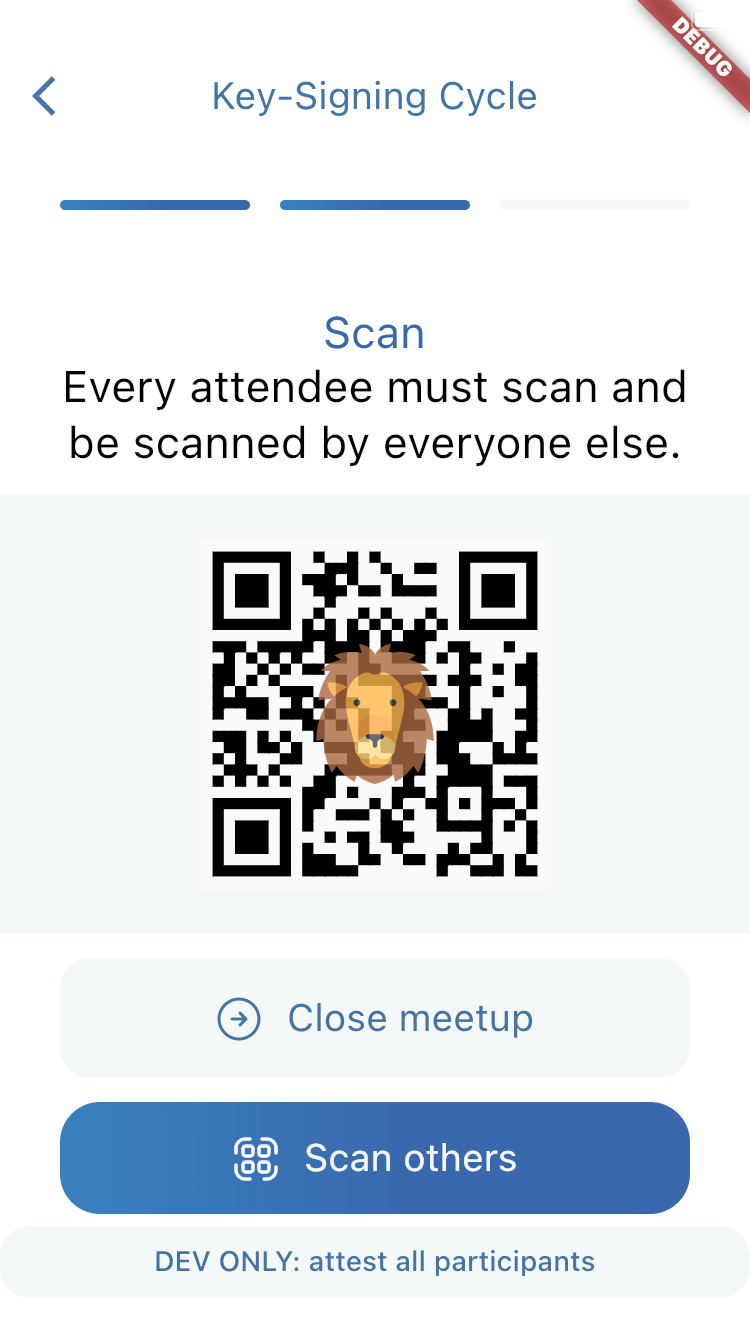 DEBUG
Key-Signing Cycle
Scan
Every attendee must scan and
be scanned by everyone else.
Close meetup
Scan others
DEV ONLY: attest all participants